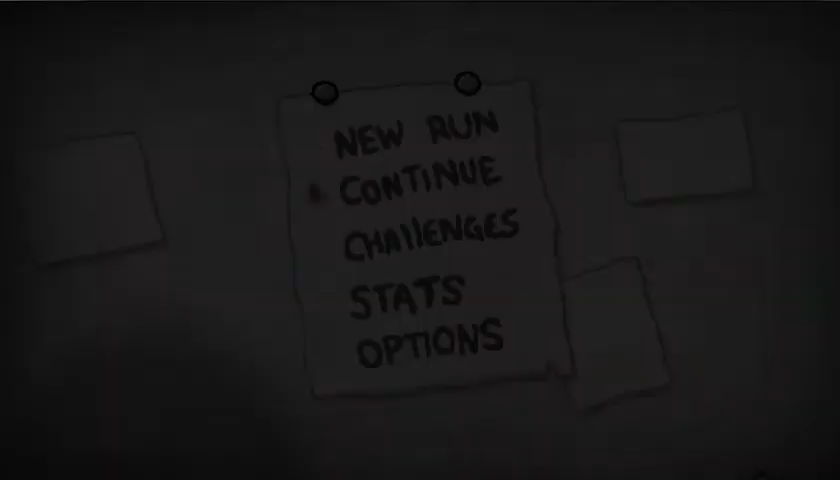 NEW RUN
CONTINUE
CHAllENGES
STATS
OPTIONS